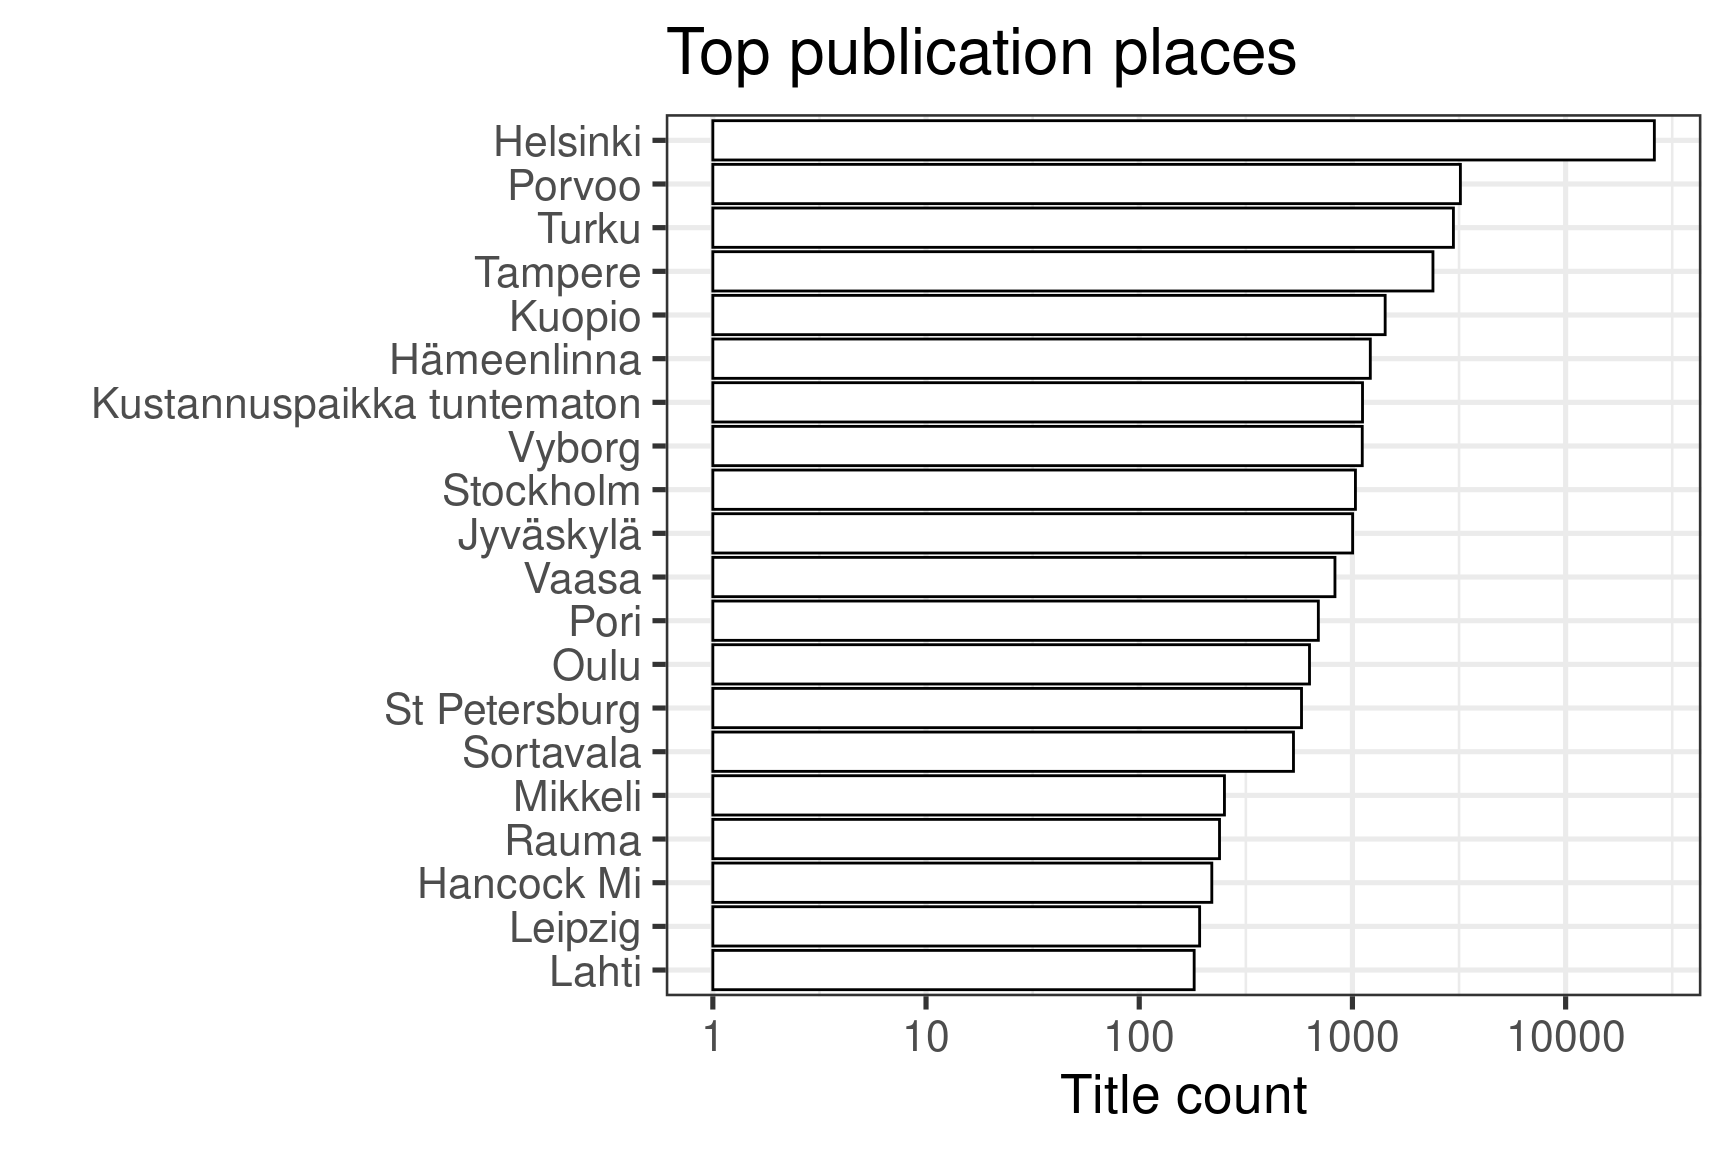 Top publication places
Helsinki
Porvoo
Turku
Tampere
Kuopio
Hämeenlinna
Kustannuspaikka tuntematon
Vyborg
Stockholm
Jyväskylä
Vaasa
Pori
Oulu
St Petersburg
Sortavala
Mikkeli
Rauma
Hancock Mi
Leipzig
Lahti
1 10 100 1000 10000
Title count